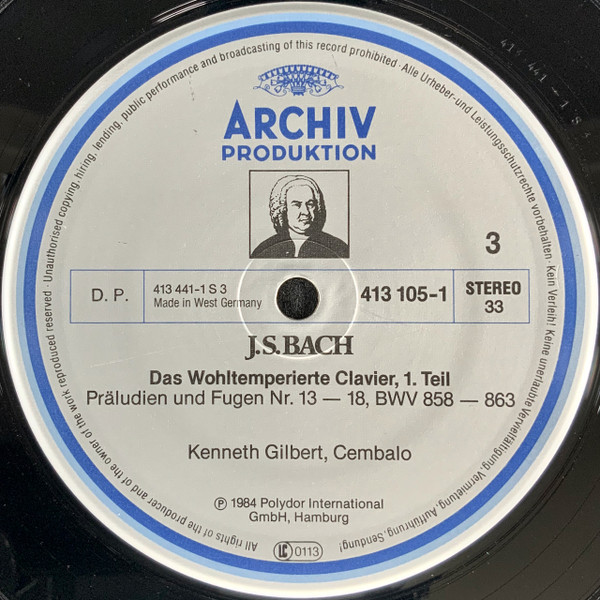 All rights of the producer and of the owner of the work reproduced reserved · Unauthorised copying, hiring, lending, public performance and broadcasting of this record prohibited · Alle Urheber- und Leistungsschutzrechte vorbehalten · Kein Verleih! Keine unerlaubte Vervielfältigung, Vermietung, Aufführung, Sendung!
413 441-1 S
ARCHIV
PRODUKTION
3
D. P.
413 441-1 S 3
Made in West Germany
413 105-1
STEREO
33
J.S.BACH
Das Wohltemperierte Clavier, 1. Teil
Präludien und Fugen Nr. 13 — 18, BWV 858 — 863
Kenneth Gilbert, Cembalo
Ⓟ 1984 Polydor International
GmbH, Hamburg
LC 0113